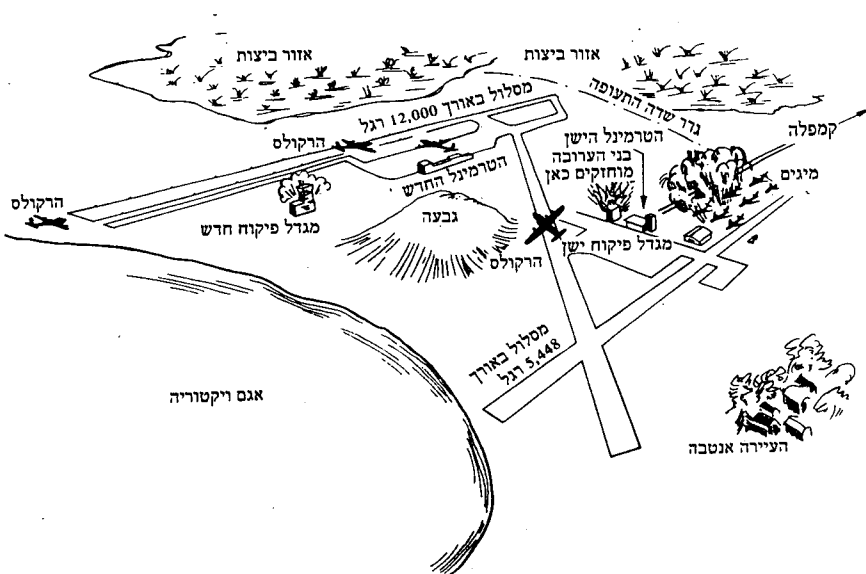 אזור ביצות
אזור ביצות
גדר שדה התעופה
קמפלה
מסלול באורך 12,000 רגל
הרקולס
הטרמינל הישן
בני הערובה
מוחזקים כאן
מיגים
הטרמינל החדש
הרקולס
מגדל פיקוח חדש
גבעה
הרקולס
מגדל פיקוח ישן
מסלול באורך
5,448 רגל
אגם ויקטוריה
העיירה אנטבה